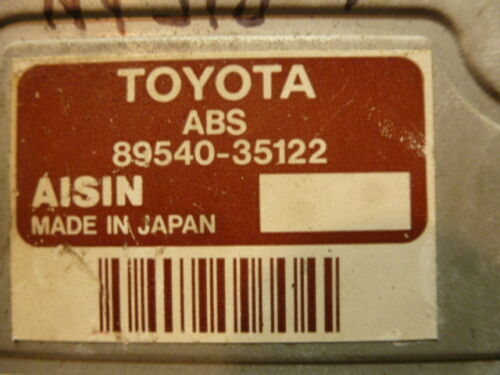 TOYOTA
ABS
89540-35122
AISIN
MADE IN JAPAN